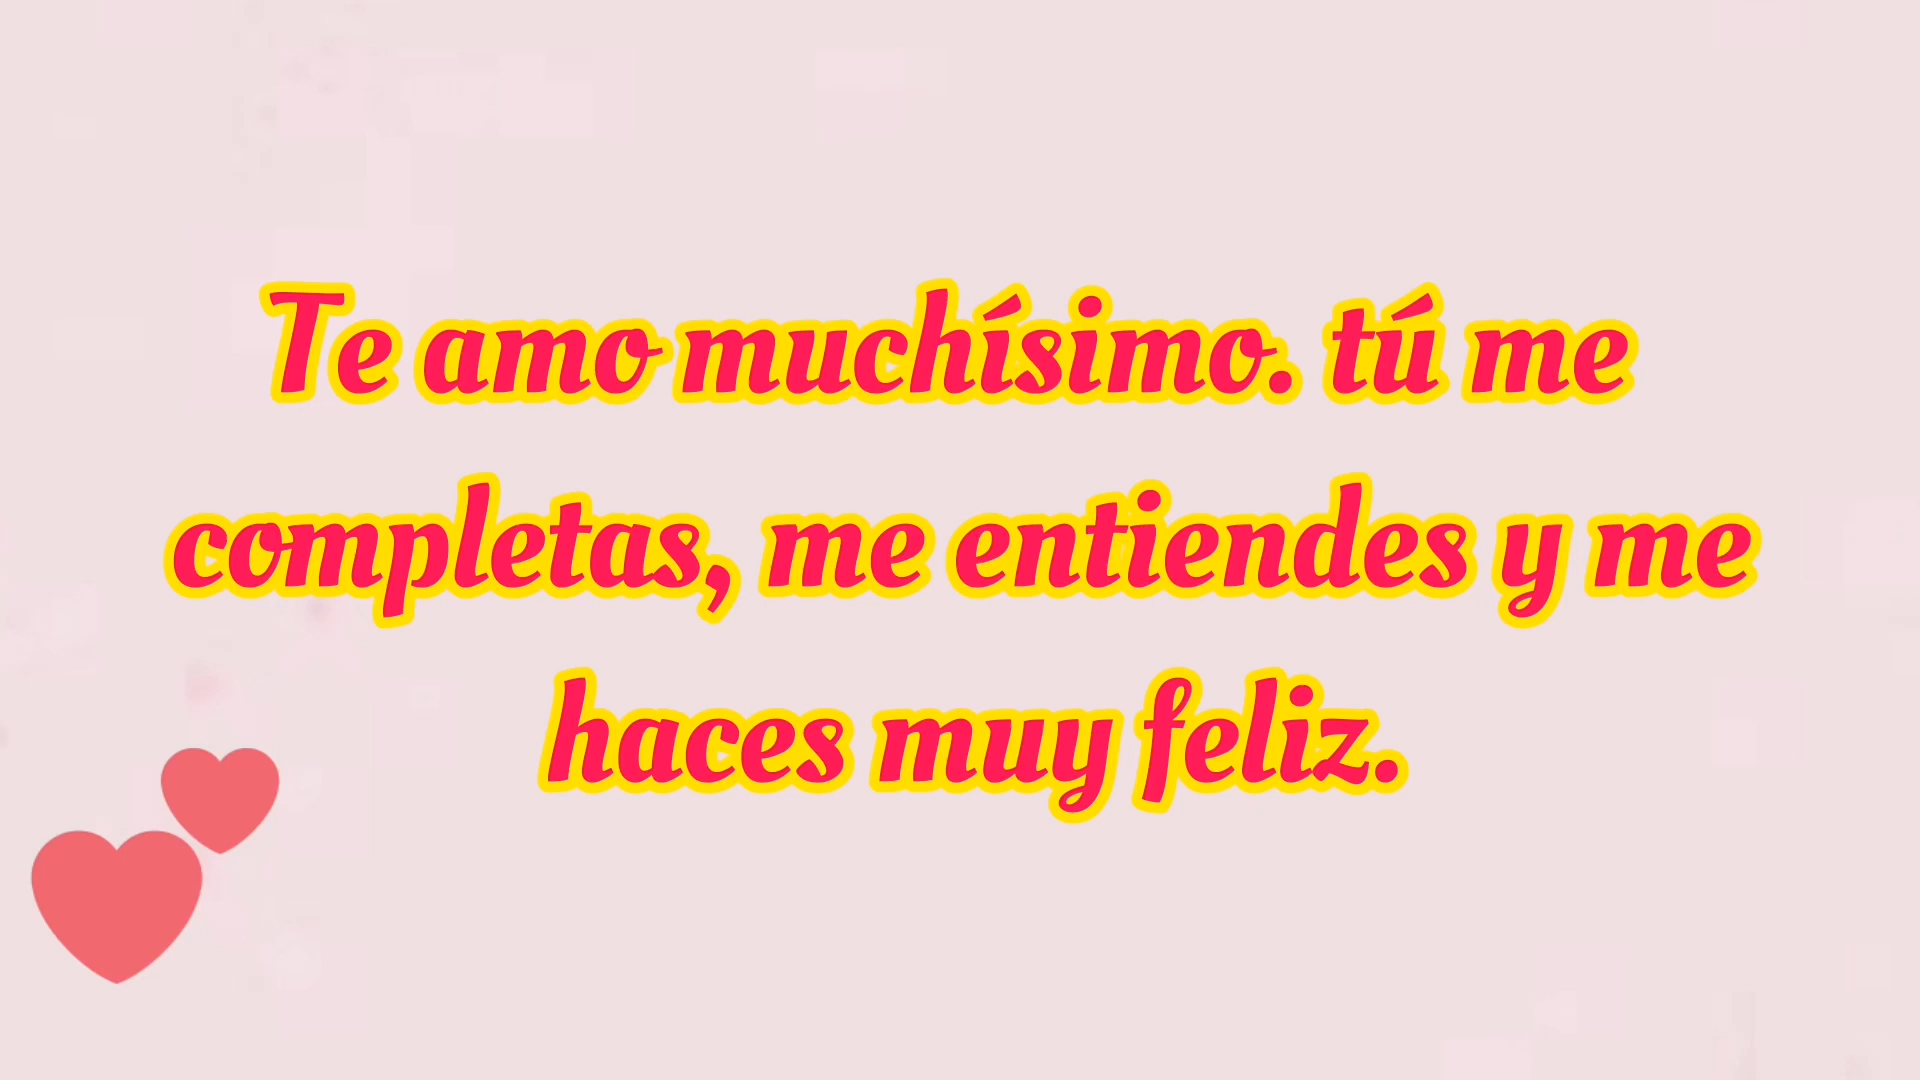 Te amo muchísimo. tú me
completas, me entiendes y me
haces muy feliz.